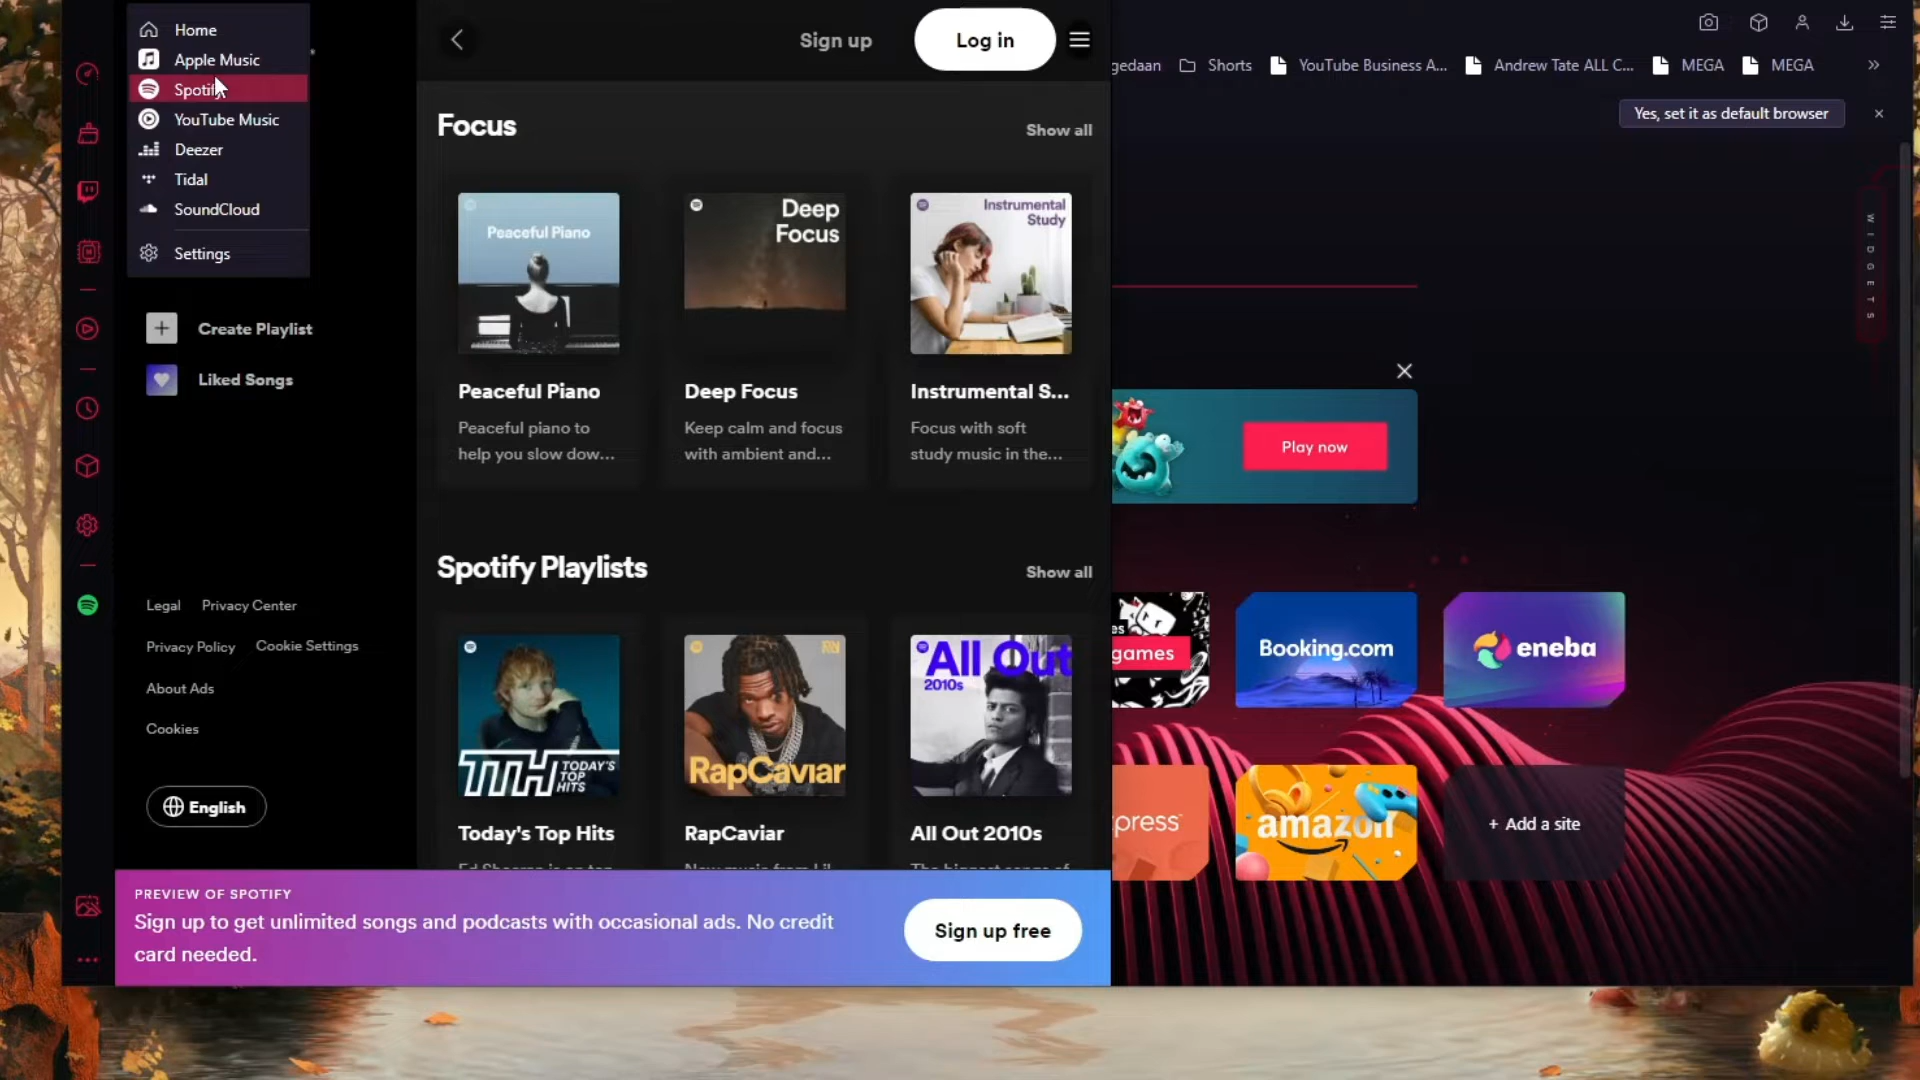 Home
Apple Music
Spotify
YouTube Music
Deezer
Tidal
SoundCloud
Settings
Create Playlist
Liked Songs
Legal Privacy Center
Privacy Policy Cookie Settings
About Ads
Cookies
English
Sign up
Log in
Focus
Show all
Peaceful Piano
Deep
Focus
Instrumental
Study
Peaceful Piano
Peaceful piano to
help you slow dow...
Deep Focus
Keep calm and focus
with ambient and...
Instrumental S...
Focus with soft
study music in the...
Spotify Playlists
Show all
TTH TODAY'S
TOP
HITS
RapCaviar
All Out
2010s
Today's Top Hits
RapCaviar
All Out 2010s
PREVIEW OF SPOTIFY
Sign up to get unlimited songs and podcasts with occasional ads. No credit
card needed.
Sign up free
gedaan Shorts YouTube Business A... Andrew Tate ALL C... MEGA MEGA
Yes, set it as default browser
WIDGETS
Play now
es
games
Booking.com
eneba
press
amazon
+ Add a site